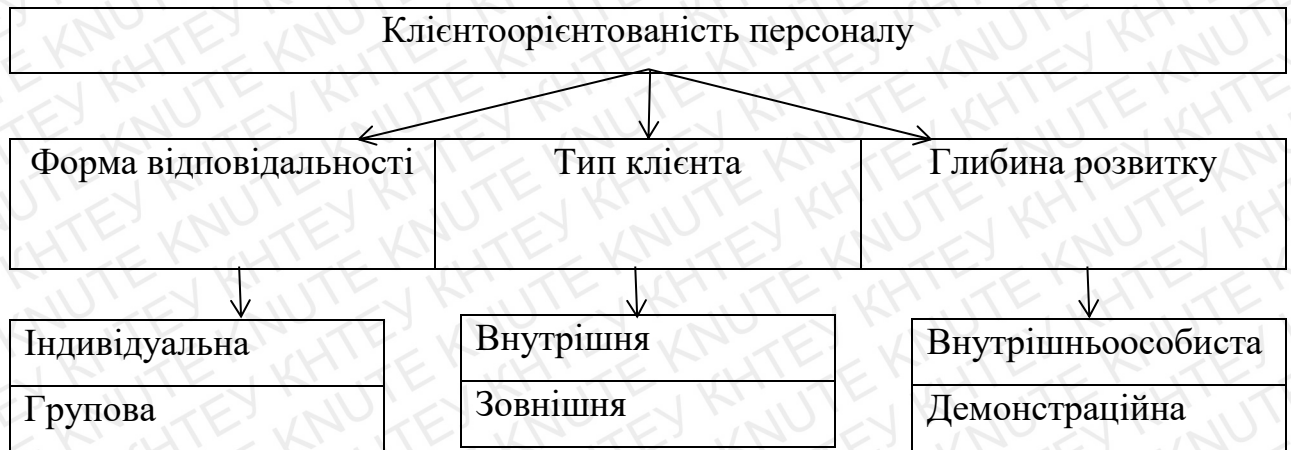 Клієнтоорієнтованість персоналу
Форма відповідальності
Тип клієнта
Глибина розвитку
Індивідуальна
Групова
Внутрішня
Зовнішня
Внутрішньоособиста
Демонстраційна